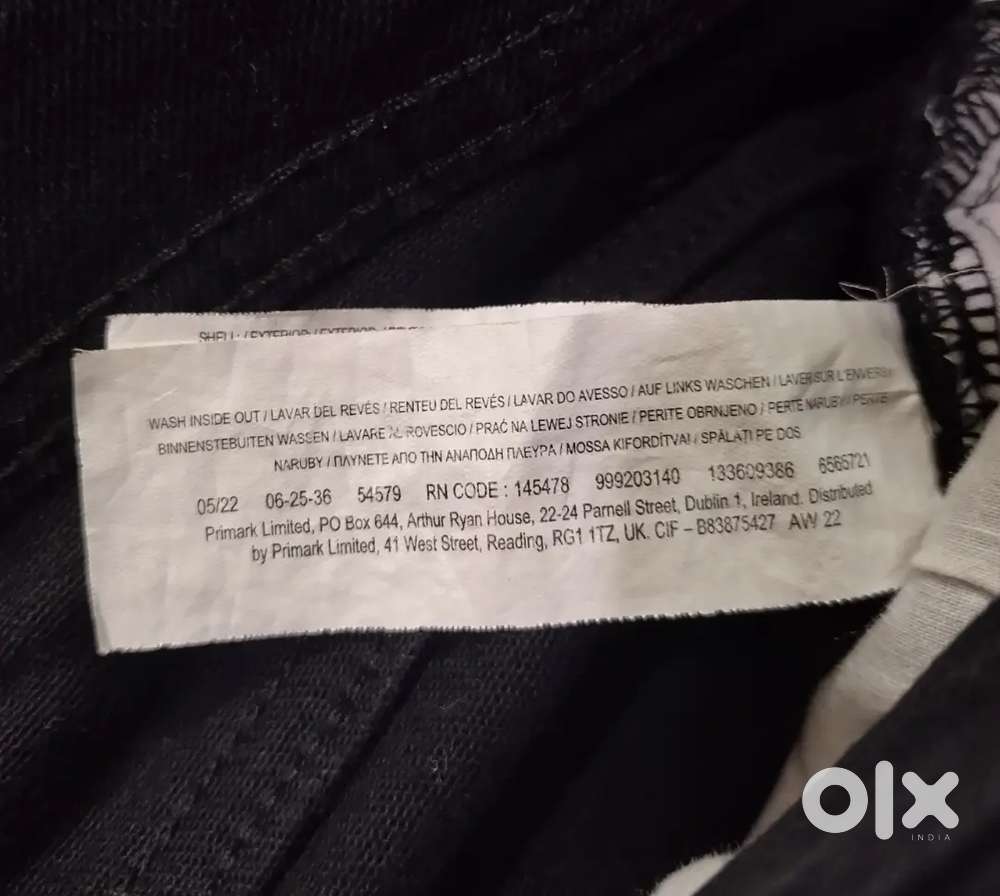 SHELL: / EXTERIOR / EXTERIOR /
WASH INSIDE OUT / LAVAR DEL REVÉS / RENTEU DEL REVÉS / LAVAR DO AVESSO / AUF LINKS WASCHEN / LAVER SUR L'ENVERS /
BINNENSTEBUITEN WASSEN / LAVARE AL ROVESCIO / PRAĆ NA LEWEJ STRONIE / PERITE OBRNJENO / PERTE NARUBY / PERTE
NARUBY / ΠΛΥΝΕΤΕ ΑΠΟ ΤΗΝ ΑΝΑΠΟΔΗ ΠΛΕΥΡΑ / MOSSA KIFORDÍTVA! / SPĂLAȚI PE DOS
05/22 06-25-36 54579 RN CODE : 145478 999203140 133609386 6565721
Primark Limited, PO Box 644, Arthur Ryan House, 22-24 Parnell Street, Dublin 1, Ireland. Distributed
by Primark Limited, 41 West Street, Reading, RG1 1TZ, UK. CIF – B83875427 AW 22
olx
INDIA